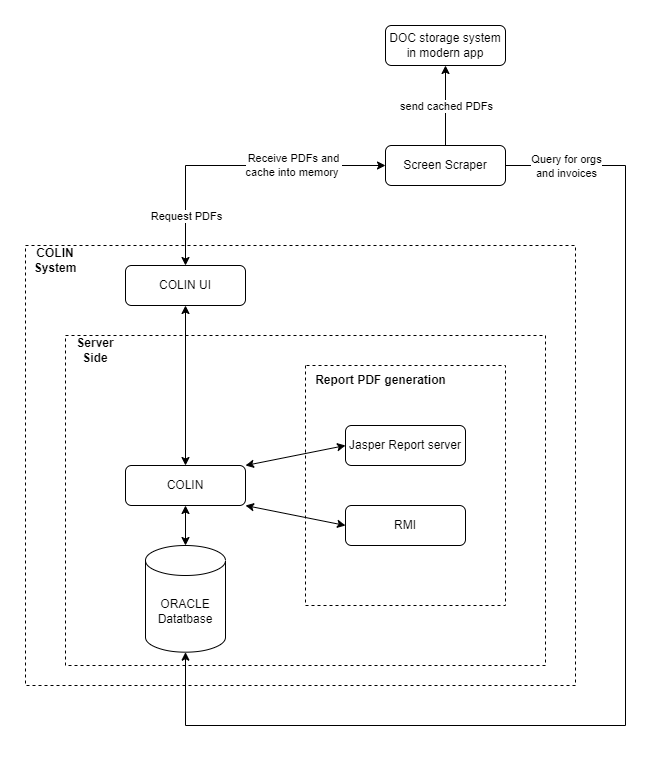 DOC storage system
in modern app
send cached PDFs
Receive PDFs and
cache into memory
Screen Scraper
Query for orgs
and invoices
Request PDFs
COLIN
System
COLIN UI
Server
Side
Report PDF generation
Jasper Report server
COLIN
RMI
ORACLE
Datatbase